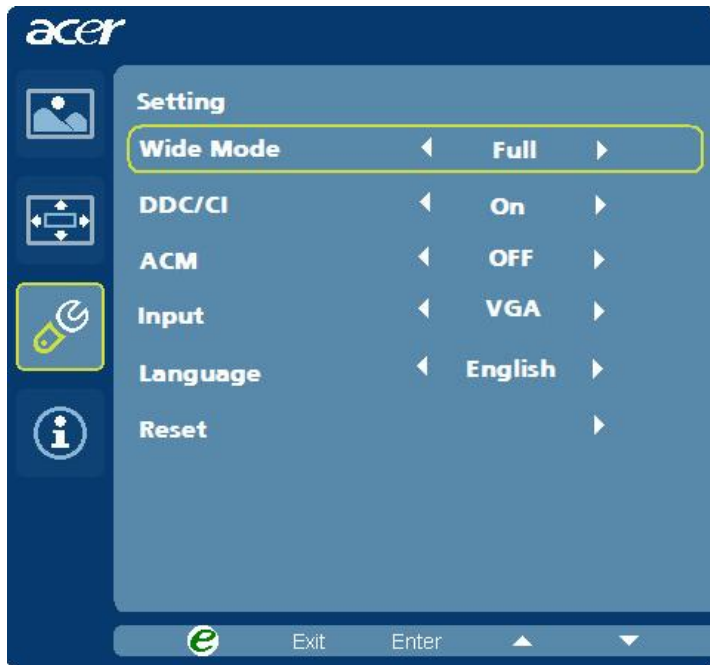 acer
Setting
Wide Mode Full
DDC/CI On
ACM OFF
Input VGA
Language English
Reset
e Exit Enter